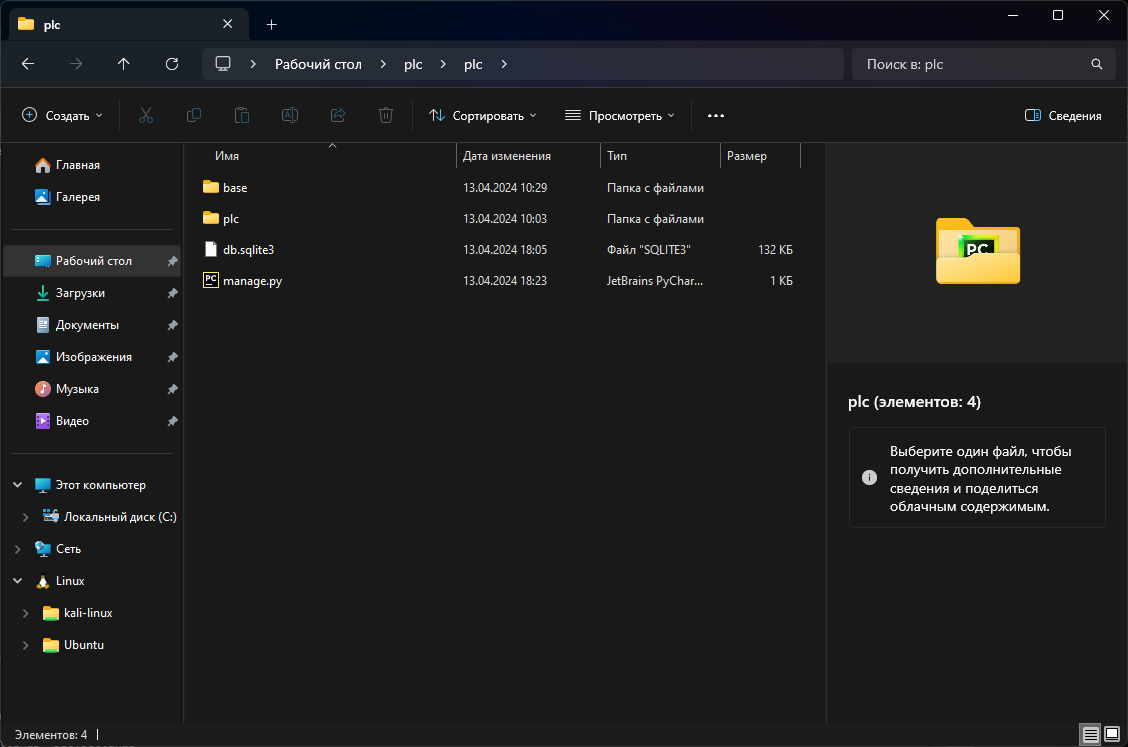 plc
Рабочий стол
plc
plc
Поиск в: plc
Создать
Сортировать
Просмотреть
Сведения
Имя
Дата изменения
Тип
Размер
base
13.04.2024 10:29
Папка с файлами
plc
13.04.2024 10:03
Папка с файлами
db.sqlite3
13.04.2024 18:05
Файл "SQLITE3"
132 КБ
PC
manage.py
13.04.2024 18:23
JetBrains PyChar...
1 КБ
Главная
Галерея
Рабочий стол
Загрузки
Документы
Изображения
Музыка
Видео
Этот компьютер
Локальный диск (C:)
Сеть
Linux
kali-linux
Ubuntu
PC
plc (элементов: 4)
Выберите один файл, чтобы
получить дополнительные
сведения и поделиться
облачным содержимым.
Элементов: 4